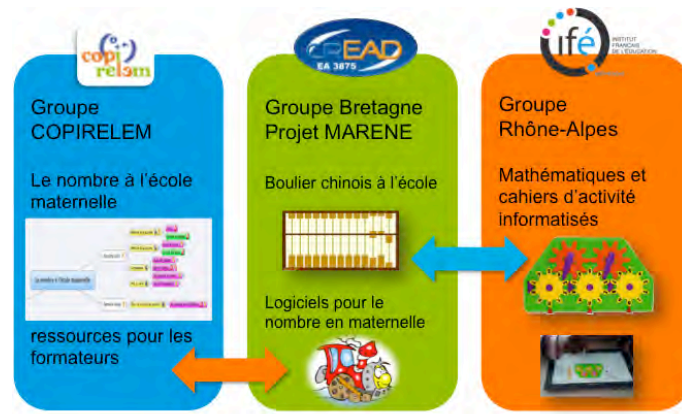 copi
relem
Groupe
COPIRELEM
Le nombre à l'école
maternelle
ressources pour les
formateurs
CREAD
EA 3875
Groupe Bretagne
Projet MARENE
Boulier chinois à l'école
Logiciels pour le
nombre en maternelle
ifé
INSTITUT
FRANÇAIS
DE L'ÉDUCATION
Groupe
Rhône-Alpes
Mathématiques et
cahiers d'activité
informatisés